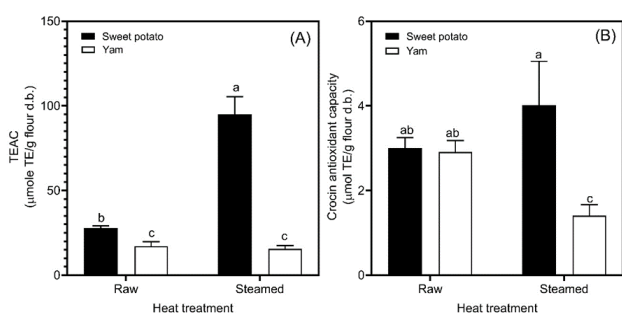 (A)
Sweet potato
Yam
TEAC
(μmole TE/g flour d.b.)
150
100
50
0
b
c
a
c
Raw
Steamed
Heat treatment
(B)
Sweet potato
Yam
Crocin antioxidant capacity
(μmol TE/g flour d.b.)
6
4
2
0
ab
ab
a
c
Raw
Steamed
Heat treatment